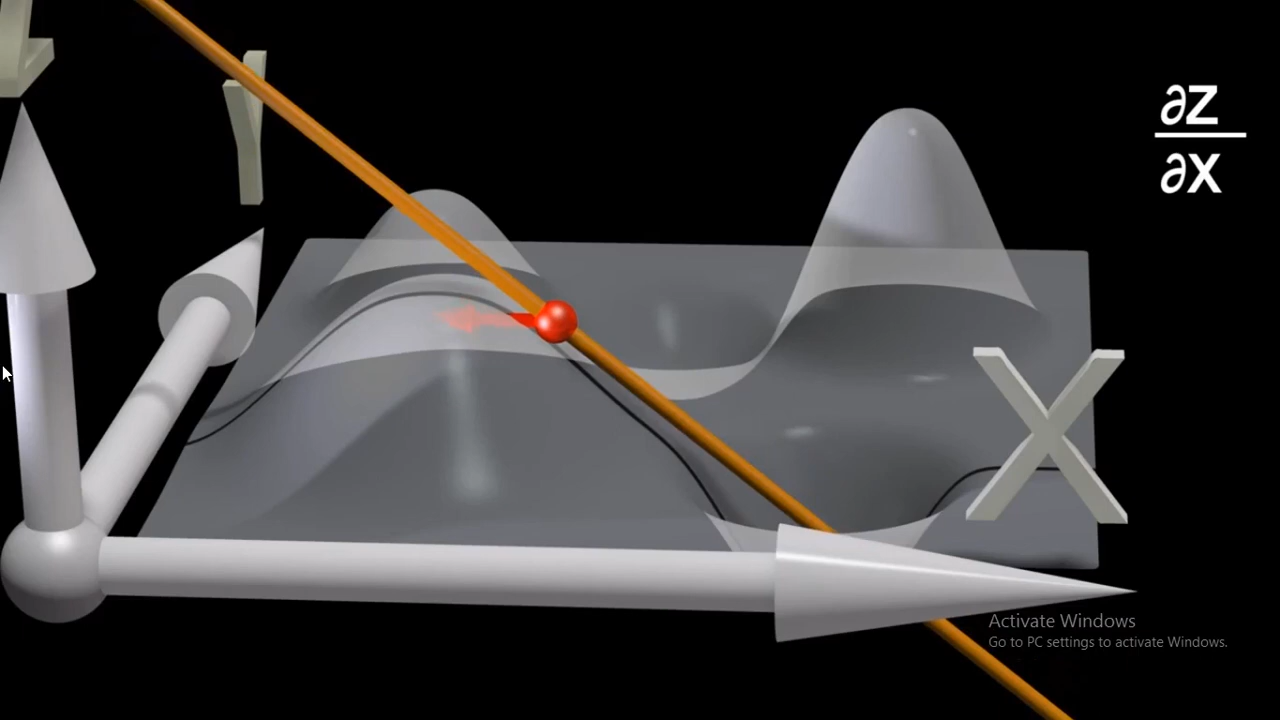 Z
Y
∂z
∂x
X
Activate Windows
Go to PC settings to activate Windows.